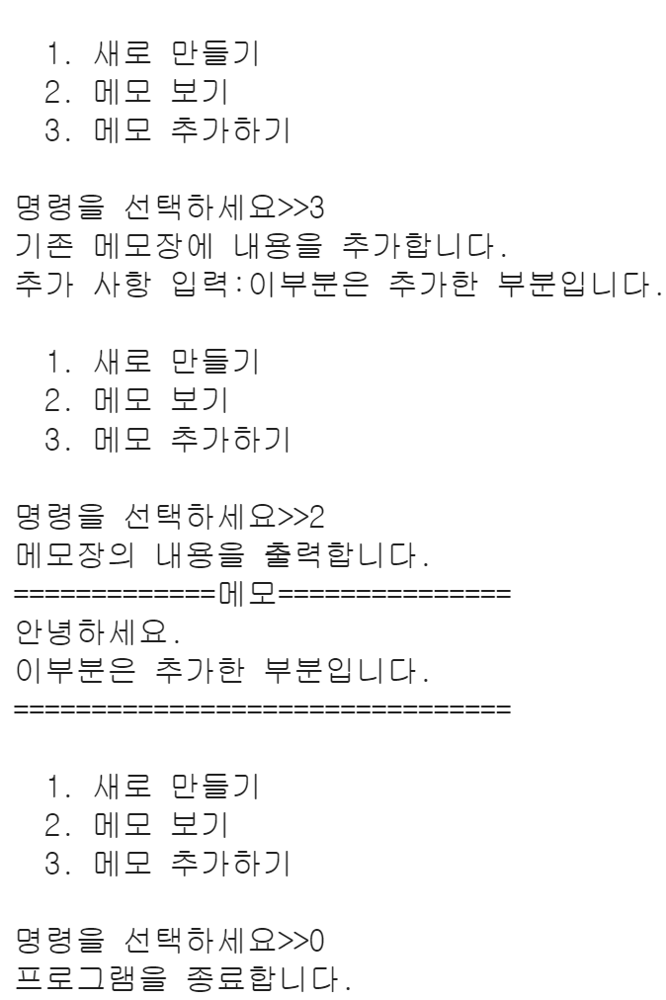 1. 새로 만들기
2. 메모 보기
3. 메모 추가하기
명령을 선택하세요>>3
기존 메모장에 내용을 추가합니다.
추가 사항 입력:이부분은 추가한 부분입니다.
1. 새로 만들기
2. 메모 보기
3. 메모 추가하기
명령을 선택하세요>>2
메모장의 내용을 출력합니다.
=============메모===============
안녕하세요.
이부분은 추가한 부분입니다.
================================
1. 새로 만들기
2. 메모 보기
3. 메모 추가하기
명령을 선택하세요>>0
프로그램을 종료합니다.